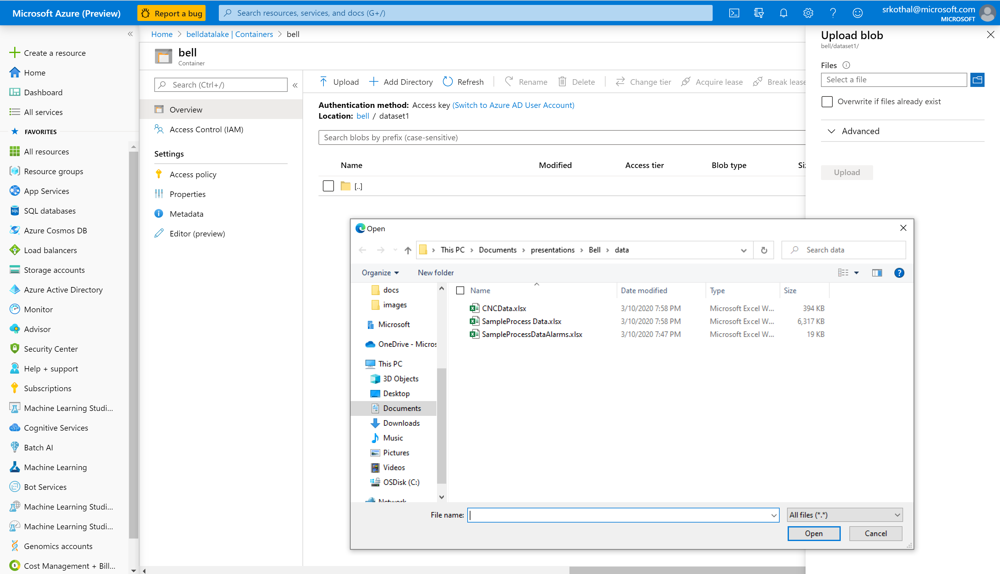 Microsoft Azure (Preview)
Report a bug
Search resources, services, and docs (G+/)
srkothal@microsoft.com
MICROSOFT
Create a resource
Home
Dashboard
All services
FAVORITES
All resources
Resource groups
App Services
SQL databases
Azure Cosmos DB
Load balancers
Storage accounts
Azure Active Directory
Monitor
Advisor
Security Center
Help + support
Subscriptions
Machine Learning Studi...
Cognitive Services
Batch AI
Machine Learning
Bot Services
Machine Learning Studi...
Machine Learning Studi...
Genomics accounts
Cost Management + Bill...
Home > belldatalake | Containers > bell
bell
Container
Search (Ctrl+/)
Overview
Access Control (IAM)
Settings
Access policy
Properties
Metadata
Editor (preview)
Upload Add Directory Refresh Rename Delete Change tier Acquire lease Break lease
Authentication method: Access key (Switch to Azure AD User Account)
Location: bell / dataset1
Search blobs by prefix (case-sensitive)
Name Modified Access tier Blob type
[..]
Upload blob
bell/dataset1/
Files
Select a file
Overwrite if files already exist
Advanced
Upload
Open
This PC > Documents > presentations > Bell > data
Search data
Organize New folder
docs
images
Microsoft
OneDrive - Micros
This PC
3D Objects
Desktop
Documents
Downloads
Music
Pictures
Videos
OSDisk (C:)
Network
Name Date modified Type Size
CNCData.xlsx 3/10/2020 7:58 PM Microsoft Excel W... 394 KB
SampleProcess Data.xlsx 3/10/2020 7:58 PM Microsoft Excel W... 6,317 KB
SampleProcessDataAlarms.xlsx 3/10/2020 7:47 PM Microsoft Excel W... 19 KB
File name:
All files (*.*)
Open Cancel